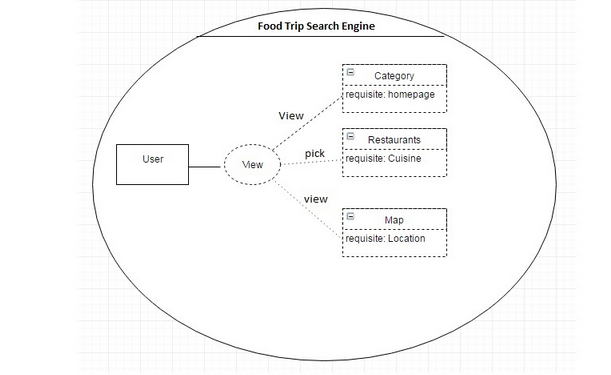 Food Trip Search Engine
Category
requisite: homepage
View
Restaurants
pick
requisite: Cuisine
User
View
view
Map
requisite: Location